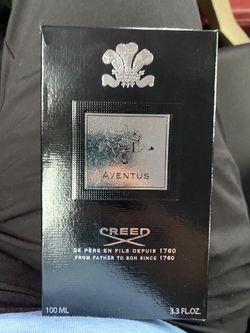 AVENTUS
CREED
DE PÈRE EN FILS DEPUIS 1760
FROM FATHER TO SON SINCE 1760
100 ML 3.3 FL.OZ.